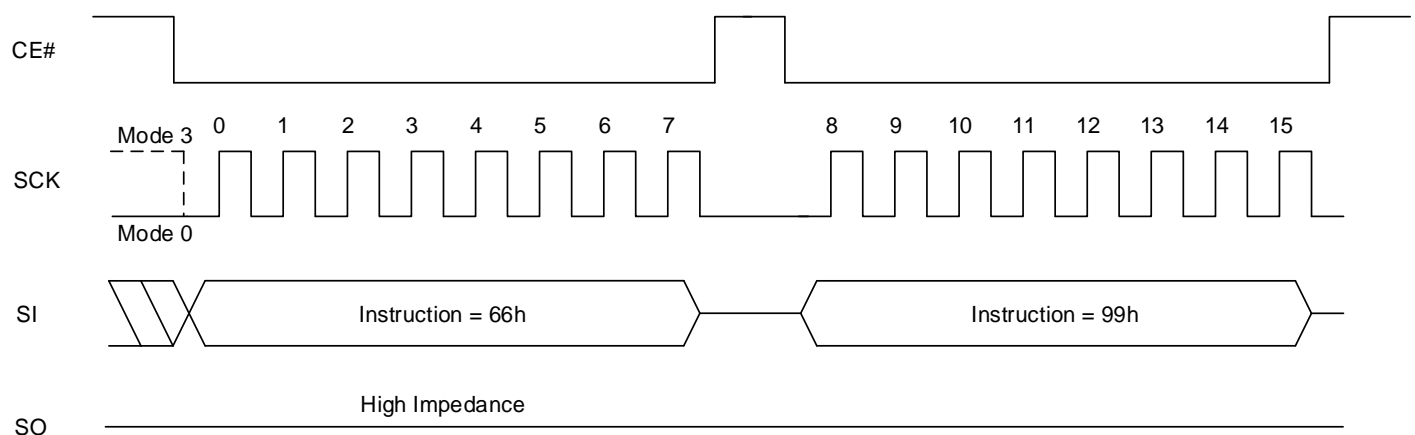 CE#
Mode 3
0 1 2 3 4 5 6 7 8 9 10 11 12 13 14 15
SCK
Mode 0
SI
Instruction = 66h
Instruction = 99h
High Impedance
SO